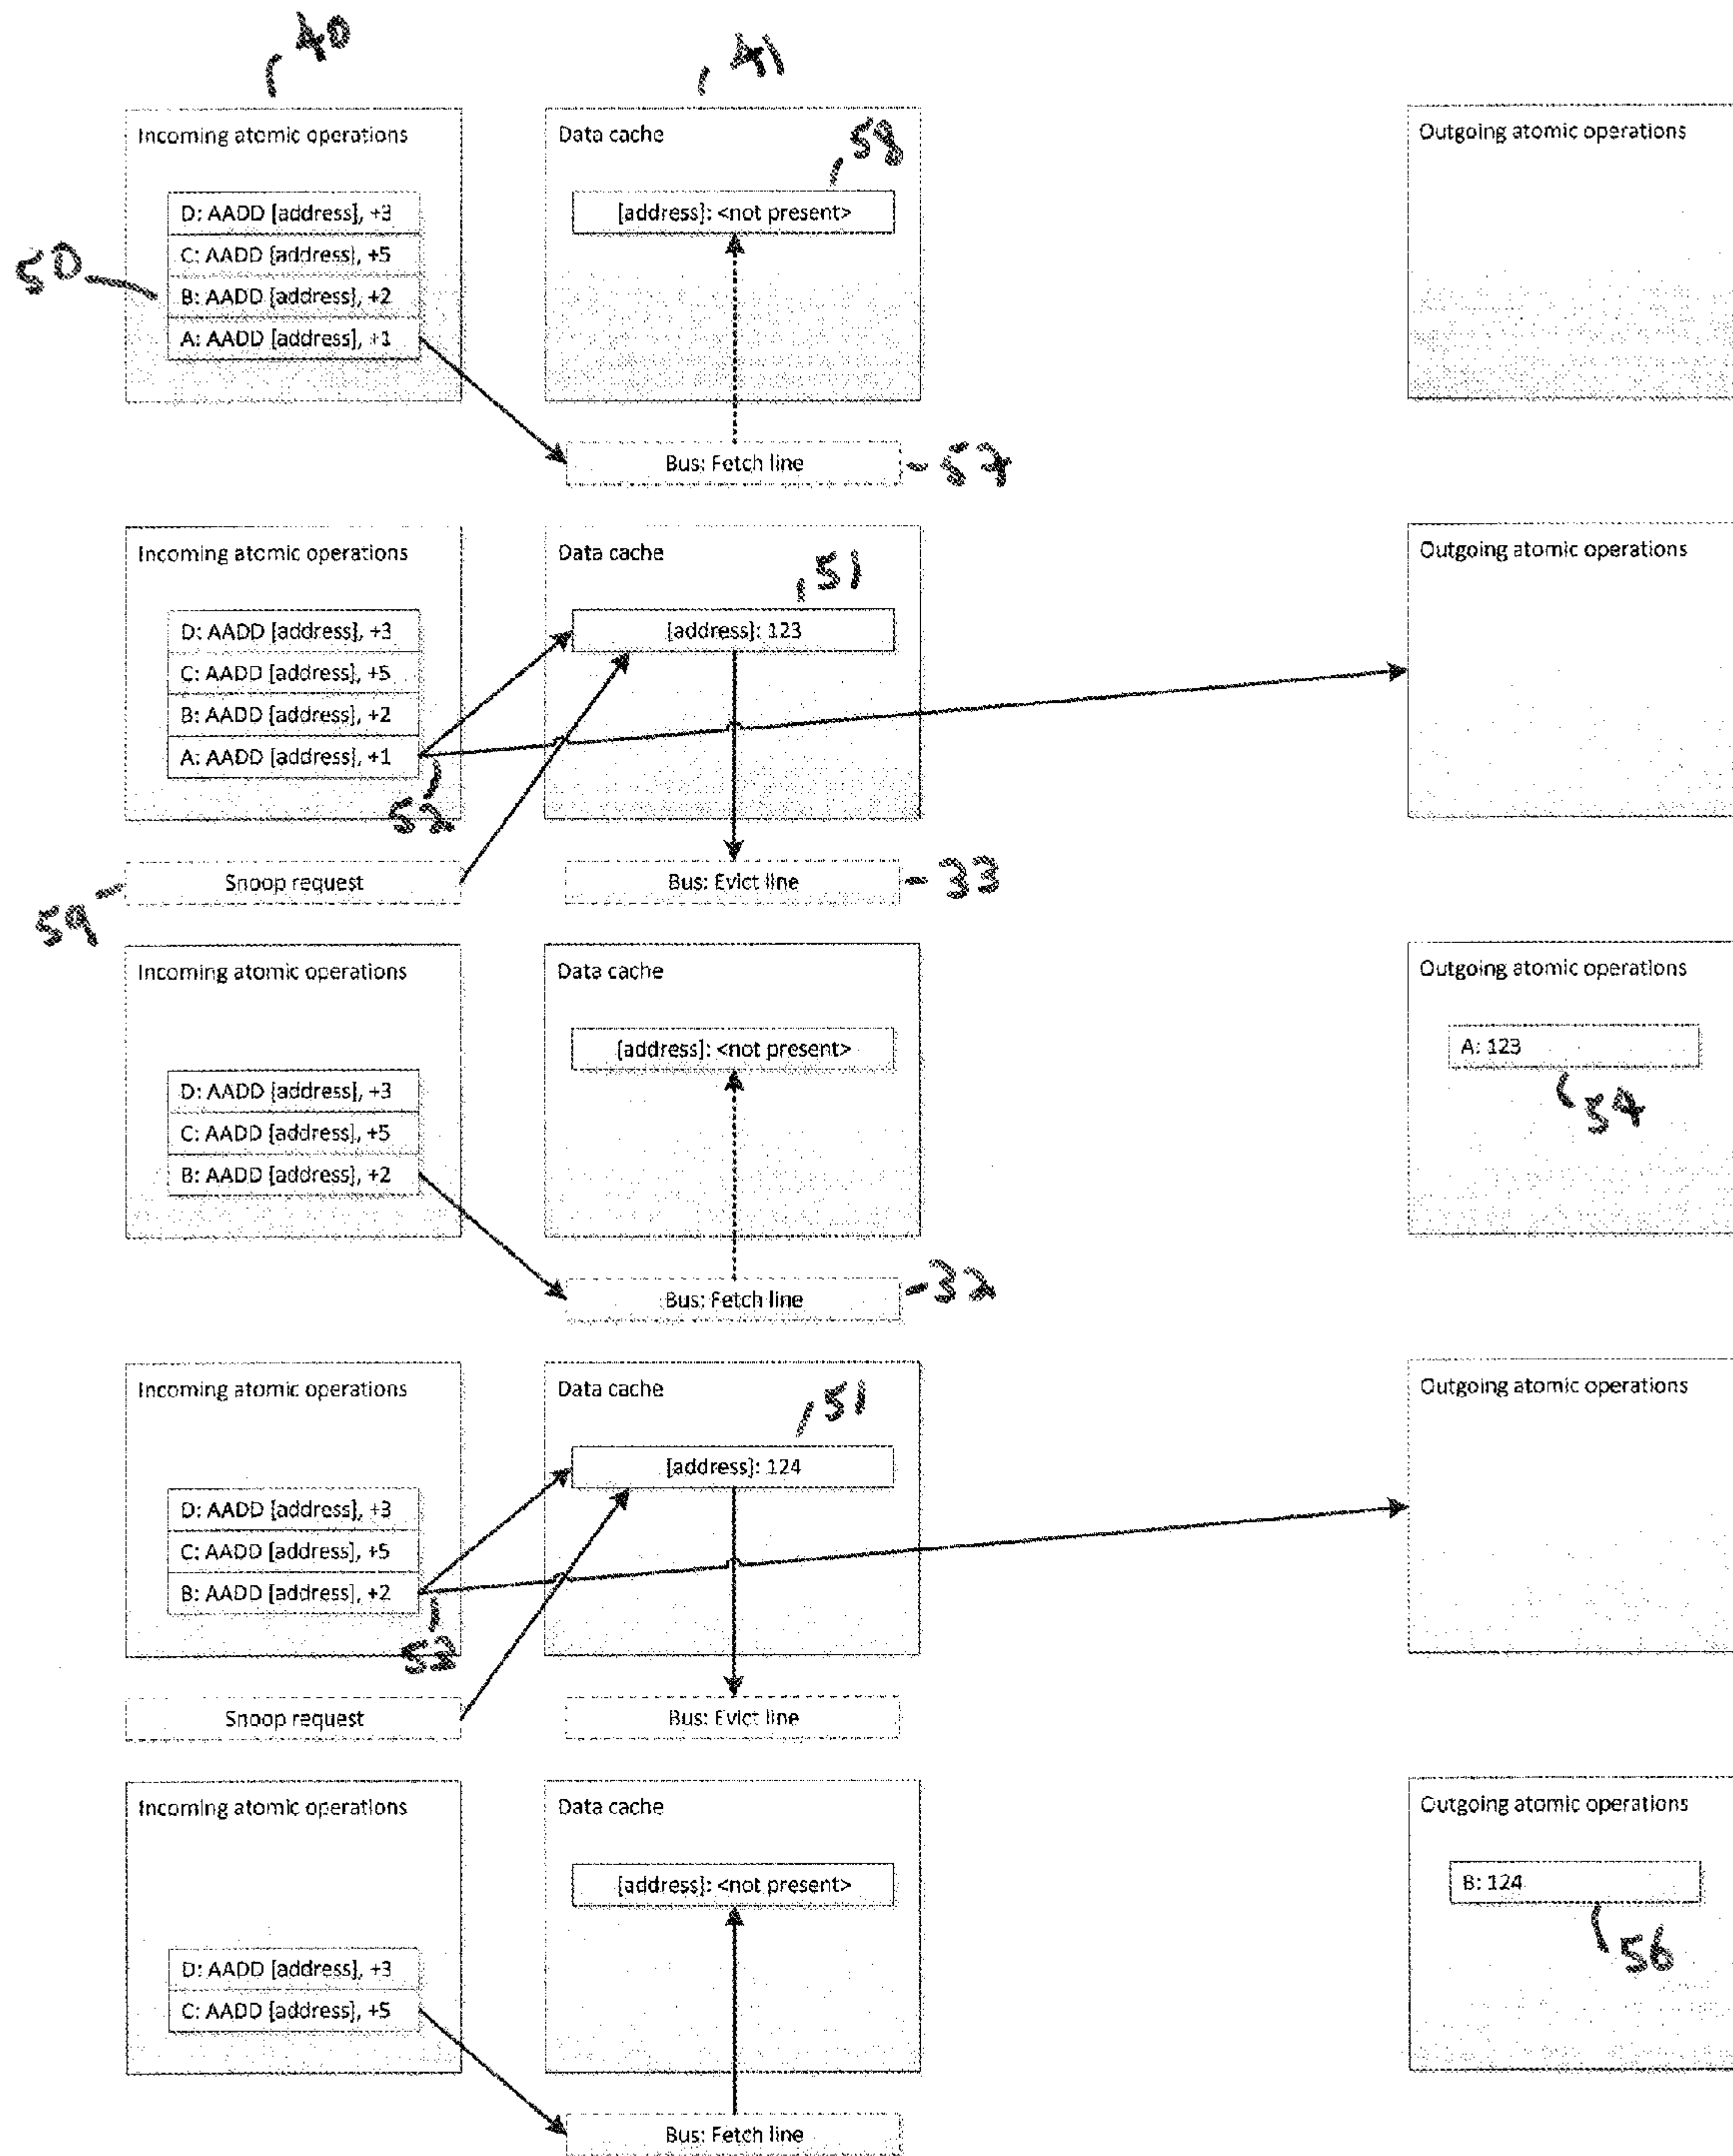 40
41
Incoming atomic operations
Data cache
Outgoing atomic operations
58
D: AADD [address], +3
[address]: <not present>
C: AADD [address], +5
50
B: AADD [address], +2
A: AADD [address], +1
Bus: Fetch line
57
Incoming atomic operations
Data cache
Outgoing atomic operations
51
D: AADD [address], +3
[address]: 123
C: AADD [address], +5
B: AADD [address], +2
A: AADD [address], +1
52
Snoop request
Bus: Evict line
33
59
Incoming atomic operations
Data cache
Outgoing atomic operations
[address]: <not present>
A: 123
D: AADD [address], +3
54
C: AADD [address], +5
B: AADD [address], +2
Bus: Fetch line
32
Incoming atomic operations
Data cache
Outgoing atomic operations
51
[address]: 124
D: AADD [address], +3
C: AADD [address], +5
B: AADD [address], +2
53
Snoop request
Bus: Evict line
Incoming atomic operations
Data cache
Outgoing atomic operations
[address]: <not present>
B: 124
56
D: AADD [address], +3
C: AADD [address], +5
Bus: Fetch line